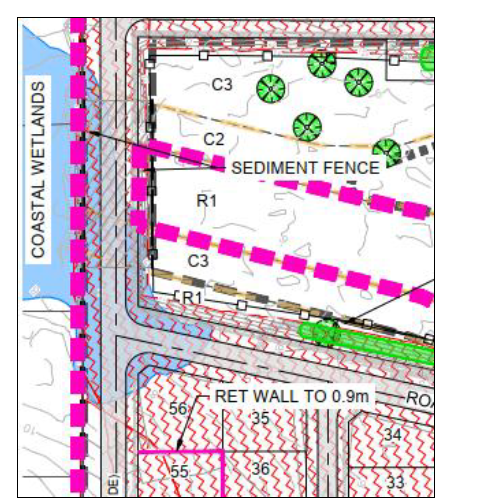 COASTAL WETLANDS
C3
C2
SEDIMENT FENCE
R1
C3
R1
RET WALL TO 0.9m
56
35
34
55
36
33
DE)